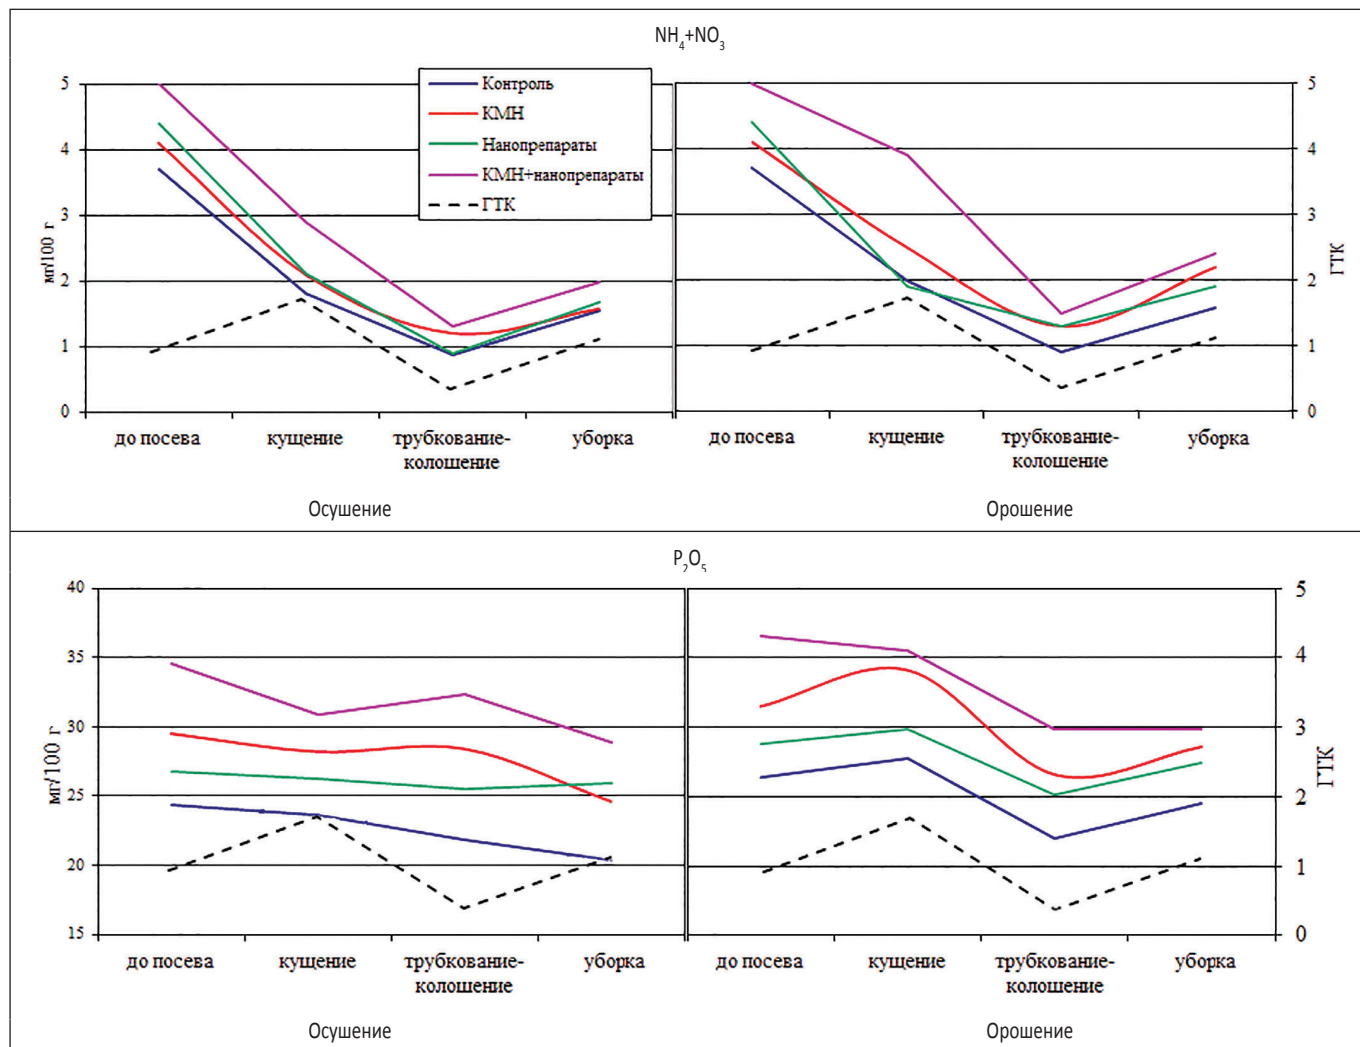 NH₄+NO₃
5
4
3
2
1
0
мг/100 г
Контроль
КМН
Нанопрепараты
КМН+нанопрепараты
ГТК
5
4
3
2
1
0
ГТК
до посева
кущение
трубкование-
колошение
уборка
до посева
кущение
трубкование-
колошение
уборка
Осушение
Орошение
P₂O₅
40
35
30
25
20
15
мг/100 г
5
4
3
2
1
0
ГТК
до посева
кущение
трубкование-
колошение
уборка
до посева
кущение
трубкование-
колошение
уборка
Осушение
Орошение